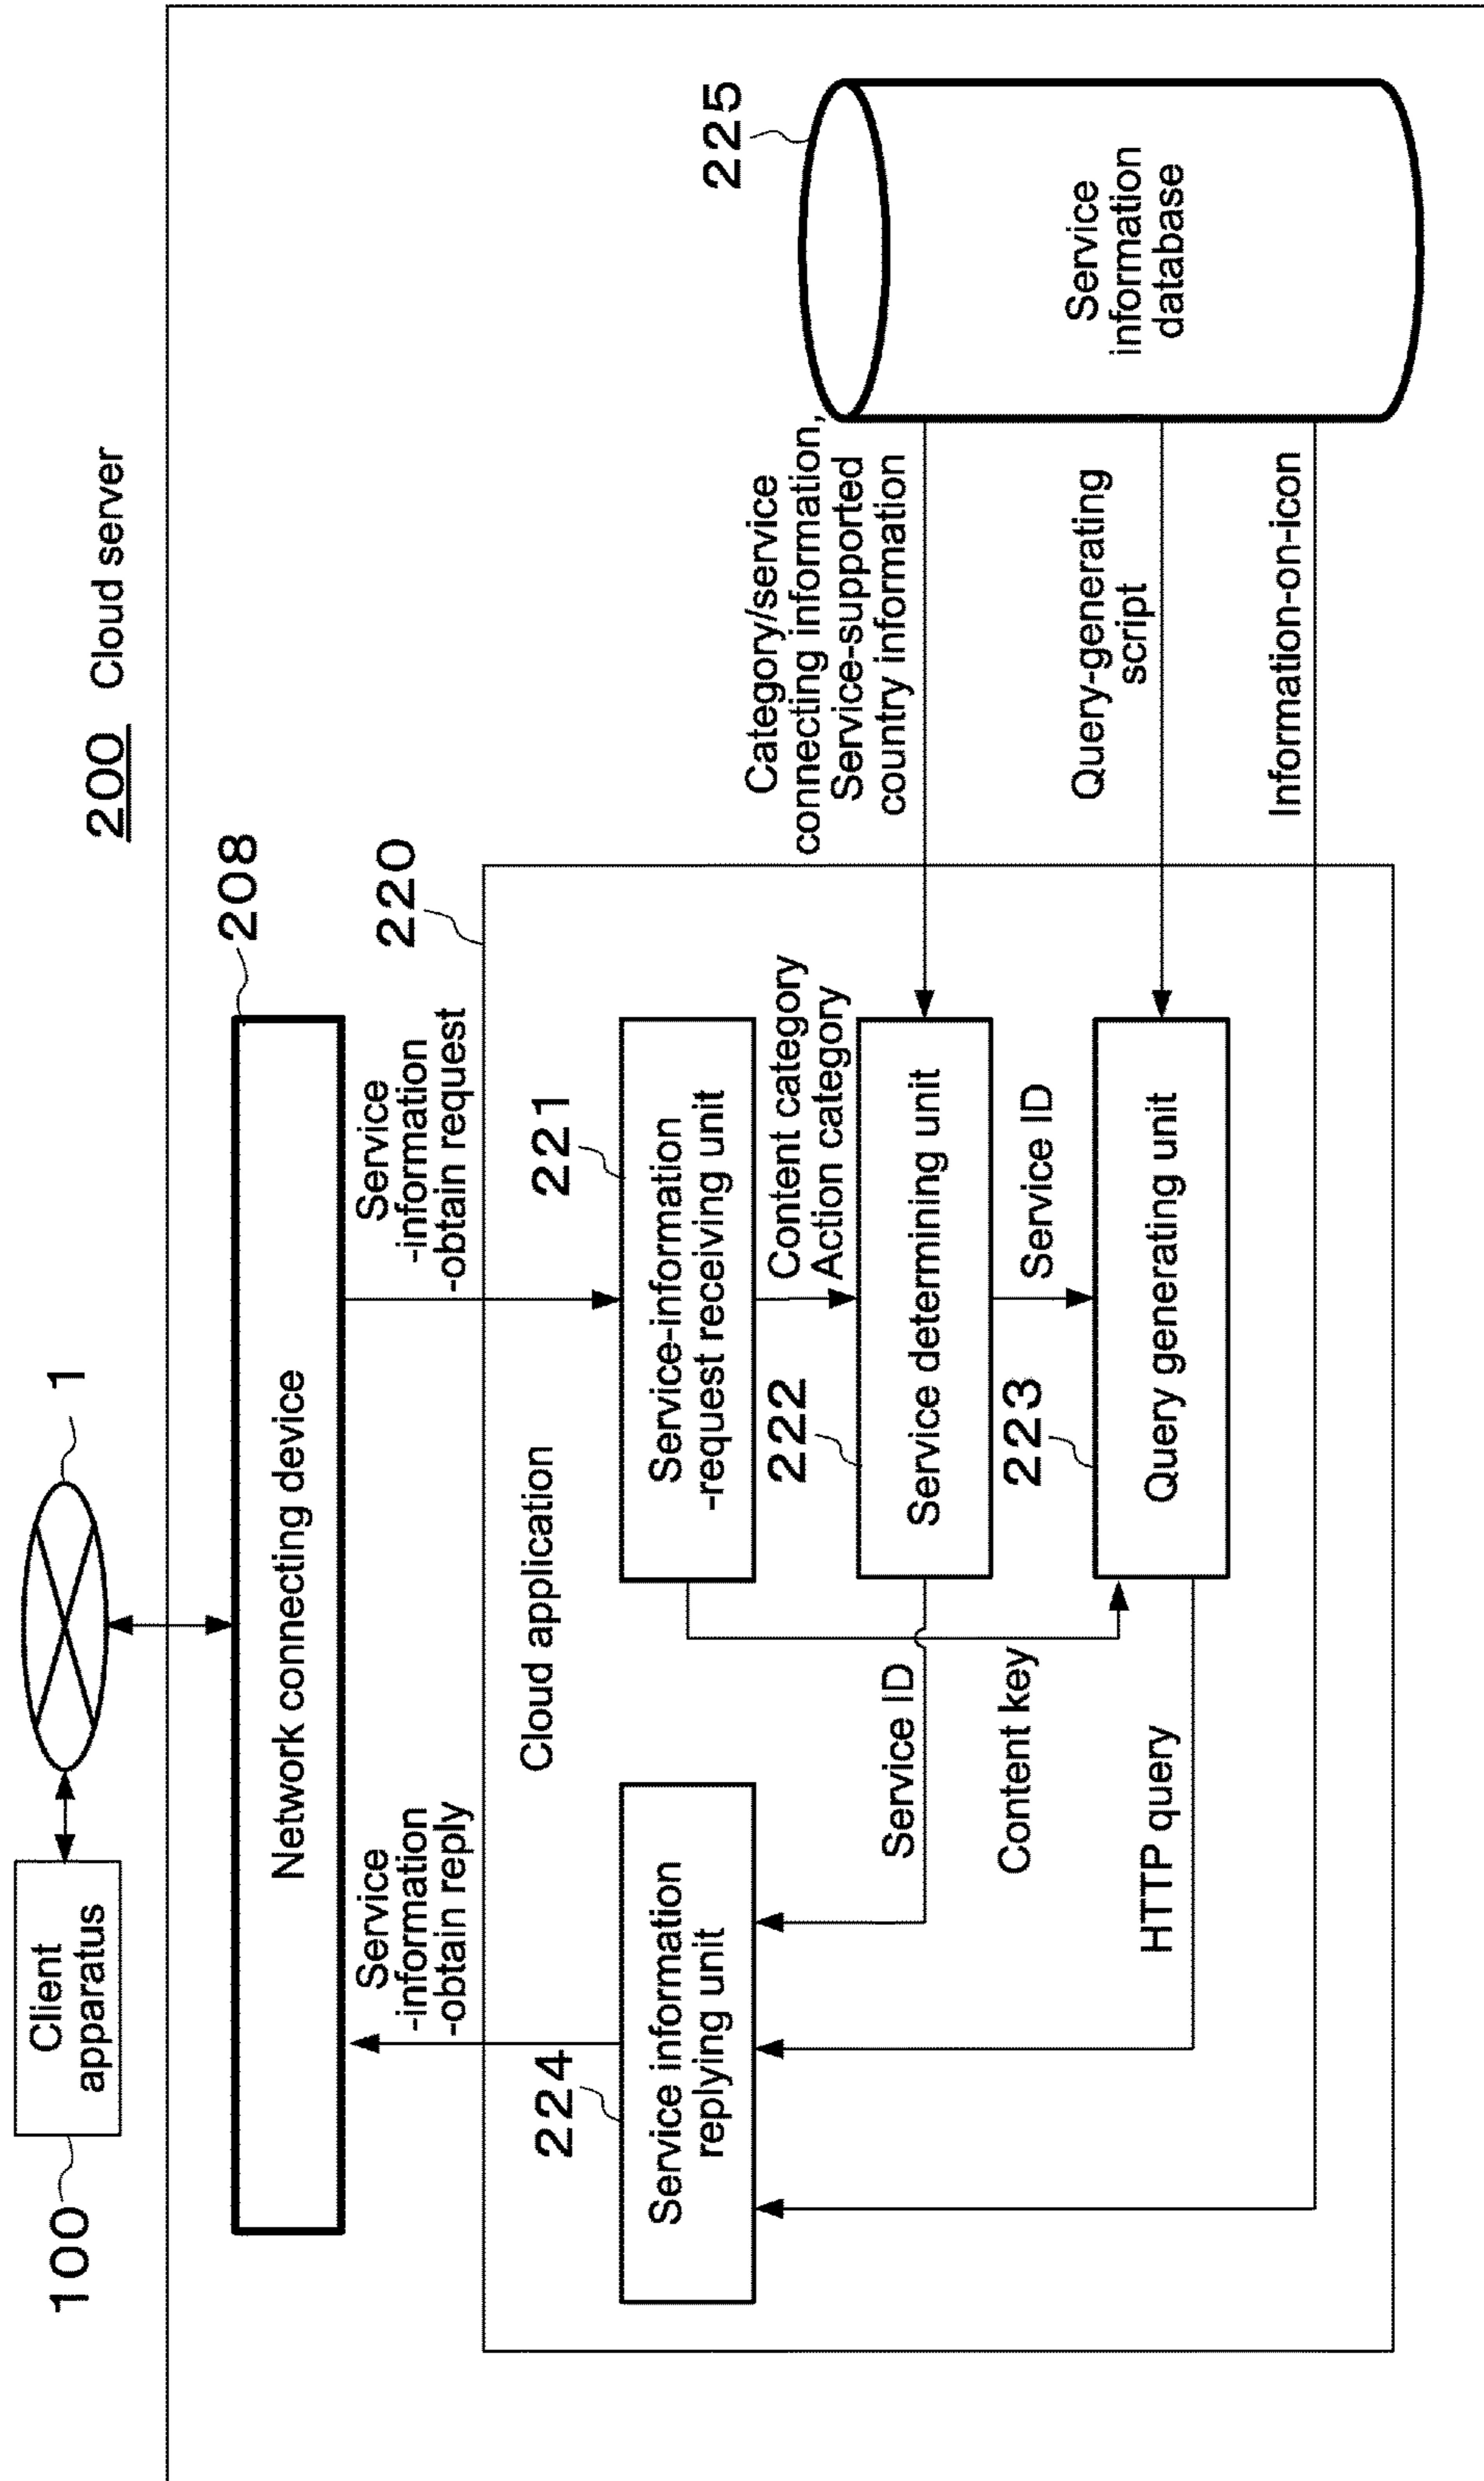 200 Cloud server
100
Client
apparatus
1
Network connecting device
208
Service
-information
-obtain reply
Service
-information
-obtain request
220
Cloud application
224
Service information
replying unit
221
Service-information
-request receiving unit
Content category
Action category
222
Service determining unit
Service ID
Service ID
223
Query generating unit
Content key
HTTP query
Category/service
connecting information,
Service-supported
country information
Query-generating
script
Information-on-icon
225
Service
information
database